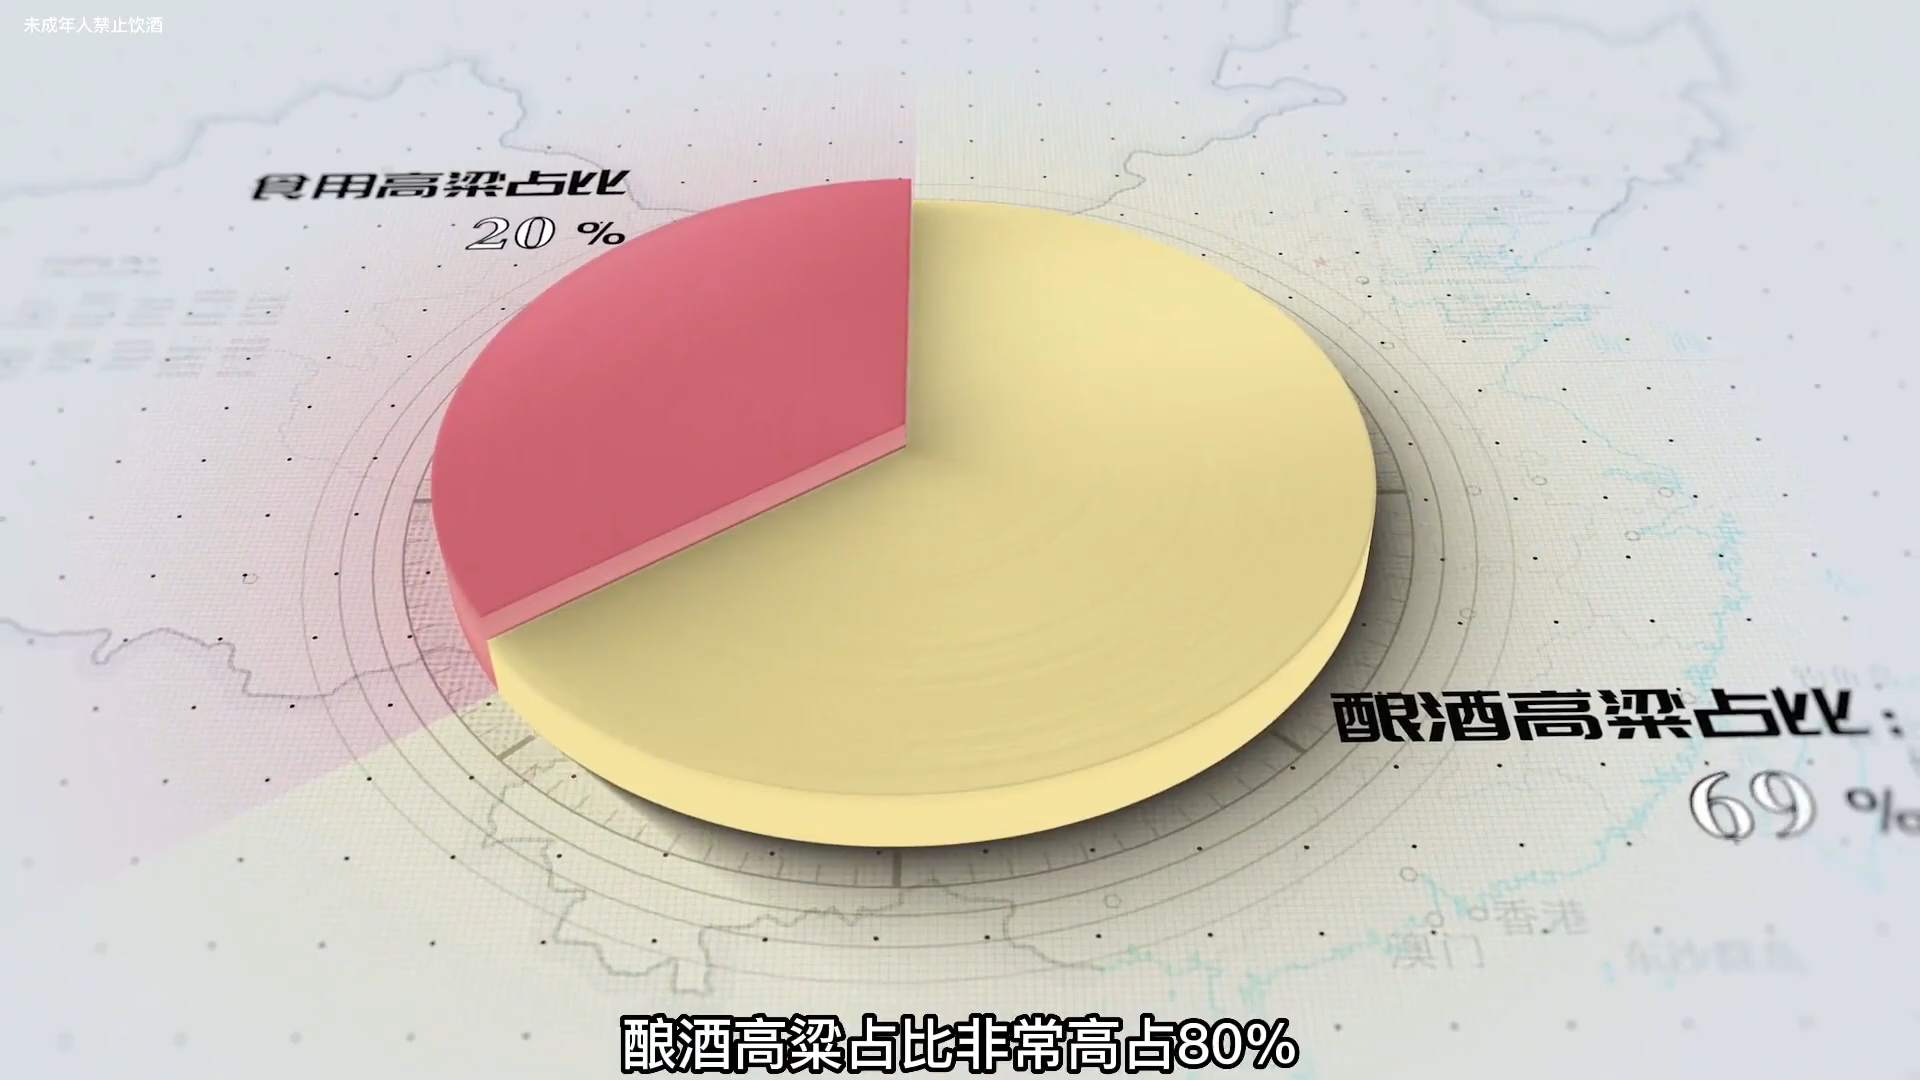 未成年人禁止饮酒
食用高粱占比
20 %
酿酒高粱占比：
69 %
香港
澳门
酿酒高粱占比非常高占80%